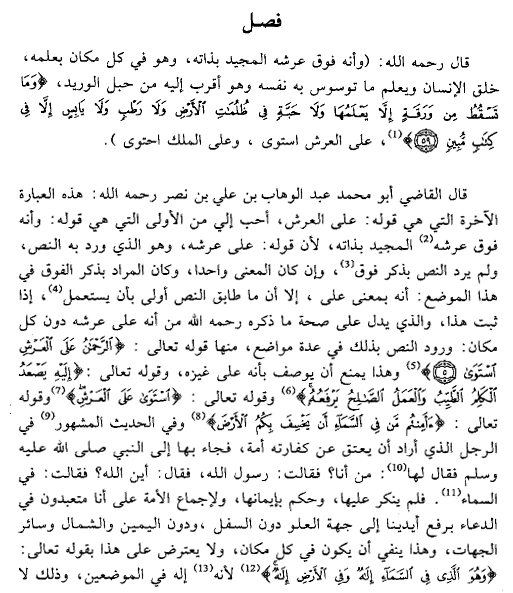 فصـل
قال رحمه الله: (وأنه فوق عرشه المجيد بذاته، وهو في كل مكان بعلمه،
خلق الإنسان ويعلم ما توسوس به نفسه وهو أقرب إليه من حبل الوريد، ﴿وَمَا
تَسْقُطُ مِن وَرَقَةٍ إِلَّا يَعْلَمُهَا وَلَا حَبَّةٍ فِي ظُلُمَٰتِ ٱلْأَرْضِ وَلَا رَطْبٍ وَلَا يَابِسٍ إِلَّا فِي
كِتَٰبٍ مُّبِينٍ ۝٥٩﴾(1)، على العرش استوى ، وعلى الملك احتوى ).
قال القاضي أبو محمد عبد الوهاب بن علي بن نصر رحمه الله: هذه العبارة
الآخرة التي هي قوله: على العرش، أحب إلي من الأولى التي هي قوله: وأنه
فوق عرشه(2) المجيد بذاته، لأن قوله: على عرشه، وهو الذي ورد به النص،
ولم يرد النص بذكر فوق(3)، وإن كان المعنى واحدا، وكان المراد بذكر الفوق في
هذا الموضع: أنه بمعنى على ، إلا أن ما طابق النص أولى بأن يستعمل(4)، إذا
ثبت هذا، والذي يدل على صحة ما ذكره رحمه الله من أنه على عرشه دون كل
مكان: ورود النص بذلك في عدة مواضع، منها قوله تعالى : ﴿ٱلرَّحْمَٰنُ عَلَى ٱلْعَرْشِ
ٱسْتَوَىٰ ۝٥﴾(5) وهذا يمنع أن يوصف بأنه على غيره، وقوله تعالى: ﴿إِلَيْهِ يَصْعَدُ
ٱلْكَلِمُ ٱلطَّيِّبُ وَٱلْعَمَلُ ٱلصَّٰلِحُ يَرْفَعُهُۥ﴾(6) وقوله تعالى : ﴿ٱسْتَوَىٰ عَلَى ٱلْعَرْشِ﴾(7)وقوله
تعالى : ﴿ءَأَمِنتُم مَّن فِي ٱلسَّمَآءِ أَن يَخْسِفَ بِكُمُ ٱلْأَرْضَ﴾(8) وفي الحديث المشهور(9) في
الرجل الذي أراد أن يعتق عن كفارته أمة، فجاء بها إلى النبي صلى الله عليه
وسلم فقال لها(10): من أنا؟ فقالت: رسول الله، فقال: أين الله؟ فقالت: في
السماء(11). فلم ينكر عليها، وحكم بإيمانها، ولإجماع الأمة على أنا متعبدون في
الدعاء برفع أيدينا إلى جهة العلو دون السفل ،ودون اليمين والشمال وسائر
الجهات، وهذا ينفي أن يكون في كل مكان، ولا يعترض على هذا بقوله تعالى:
﴿وَهُوَ ٱلَّذِي فِي ٱلسَّمَآءِ إِلَٰهٌ وَفِي ٱلْأَرْضِ إِلَٰهٌ﴾(12) لأنه(13) إله في الموضعين، وذلك لا